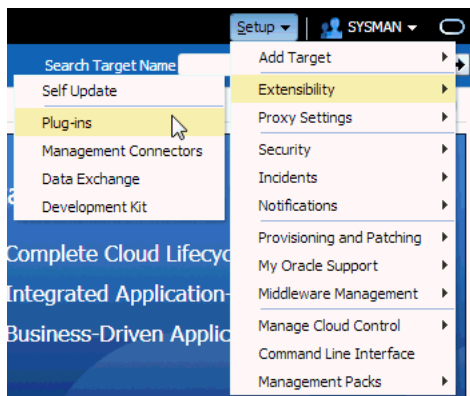 Setup SYSMAN
Search Target Name
Add Target
Extensibility
Proxy Settings
Security
Incidents
Notifications
Provisioning and Patching
My Oracle Support
Middleware Management
Manage Cloud Control
Command Line Interface
Management Packs
Self Update
Plug-ins
Management Connectors
Data Exchange
Development Kit
Complete Cloud
Integrated Application-
Business-Driven